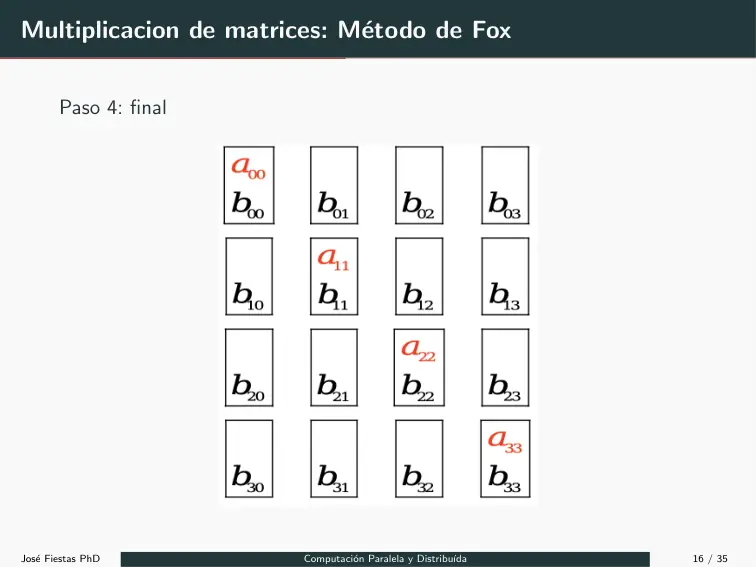 Multiplicacion de matrices: Método de Fox
Paso 4: final
a00
b00 b01 b02 b03
a11
b10 b11 b12 b13
a22
b20 b21 b22 b23
a33
b30 b31 b32 b33
José Fiestas PhD Computación Paralela y Distribuída 16 / 35